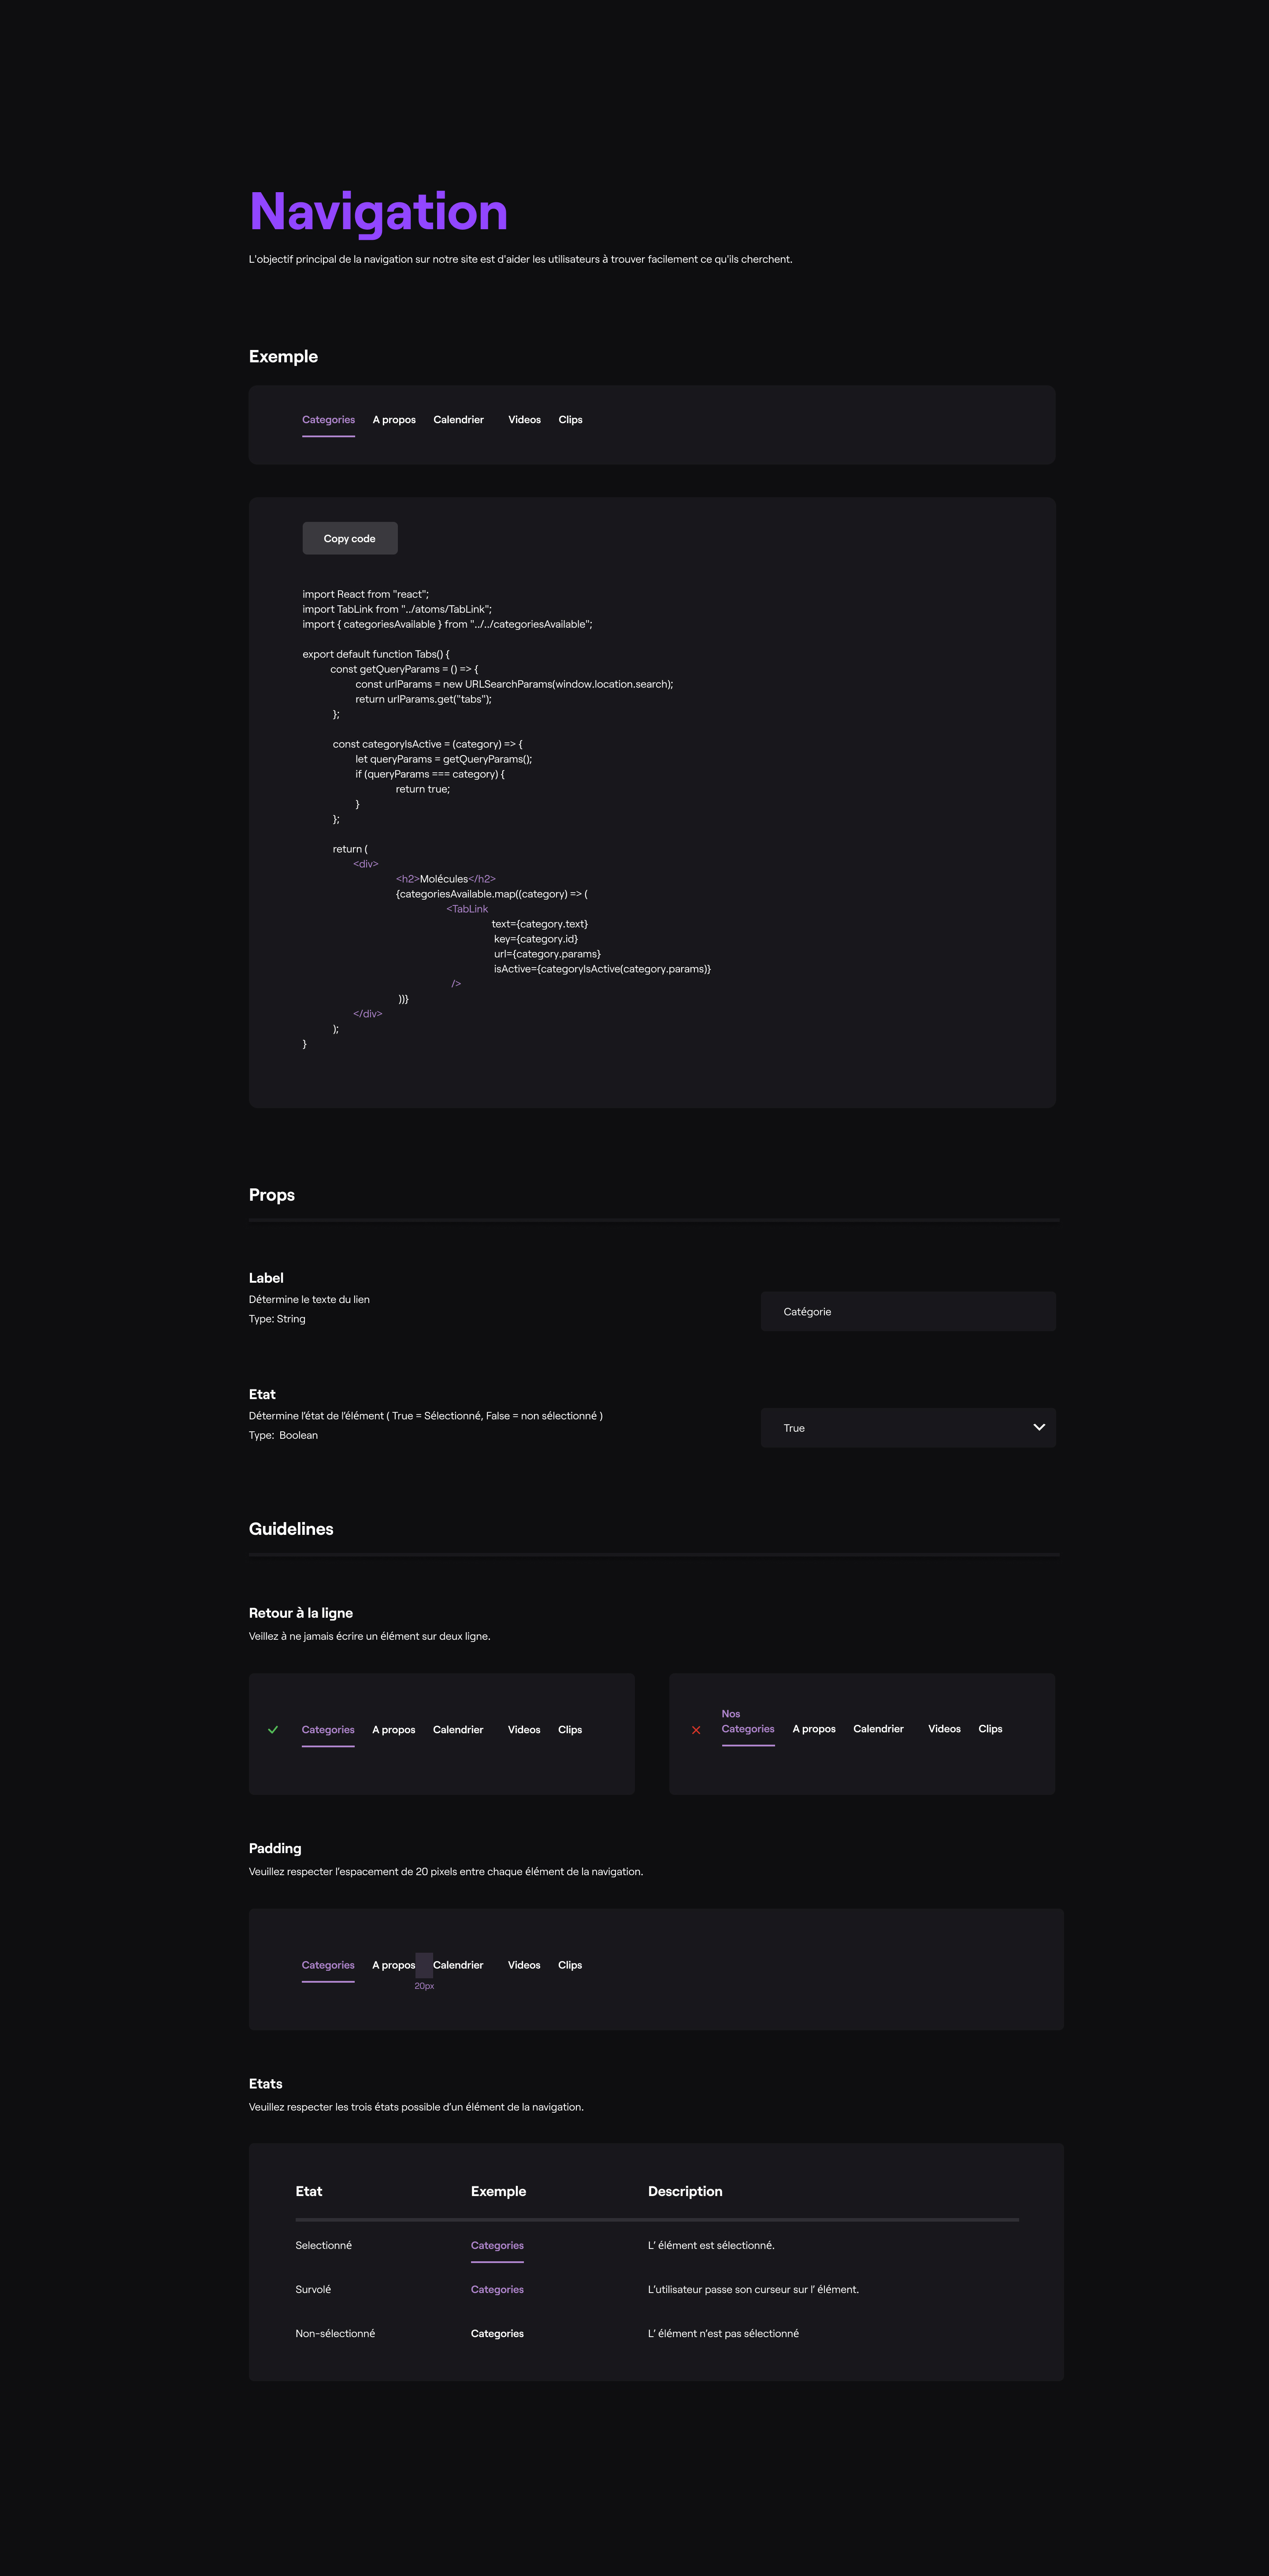 Navigation
L'objectif principal de la navigation sur notre site est d'aider les utilisateurs à trouver facilement ce qu'ils cherchent.
Exemple
Categories A propos Calendrier Videos Clips
Copy code
import React from "react";
import TabLink from "../atoms/TabLink";
import { categoriesAvailable } from "../../categoriesAvailable";
export default function Tabs() {
const getQueryParams = () => {
const urlParams = new URLSearchParams(window.location.search);
return urlParams.get("tabs");
};
const categoryIsActive = (category) => {
let queryParams = getQueryParams();
if (queryParams === category) {
return true;
}
};
return (
<div>
<h2>Molécules</h2>
{categoriesAvailable.map((category) => (
<TabLink
text={category.text}
key={category.id}
url={category.params}
isActive={categoryIsActive(category.params)}
/>
))}
</div>
);
}
Props
Label
Détermine le texte du lien
Type: String
Catégorie
Etat
Détermine l'état de l'élément ( True = Sélectionné, False = non sélectionné )
Type: Boolean
True
Guidelines
Retour à la ligne
Veillez à ne jamais écrire un élément sur deux ligne.
Categories A propos Calendrier Videos Clips
Nos
Categories A propos Calendrier Videos Clips
Padding
Veuillez respecter l'espacement de 20 pixels entre chaque élément de la navigation.
Categories A propos Calendrier Videos Clips
20px
Etats
Veuillez respecter les trois états possible d'un élément de la navigation.
Etat Exemple Description
Selectionné Categories L' élément est sélectionné.
Survolé Categories L'utilisateur passe son curseur sur l' élément.
Non-sélectionné Categories L' élément n'est pas sélectionné